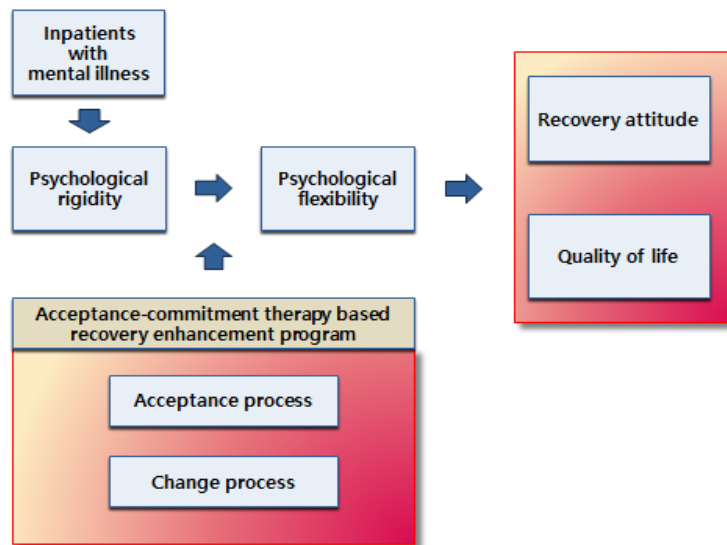 Inpatients
with
mental illness
Recovery attitude
Psychological
rigidity
Psychological
flexibility
Quality of life
Acceptance-commitment therapy based
recovery enhancement program
Acceptance process
Change process